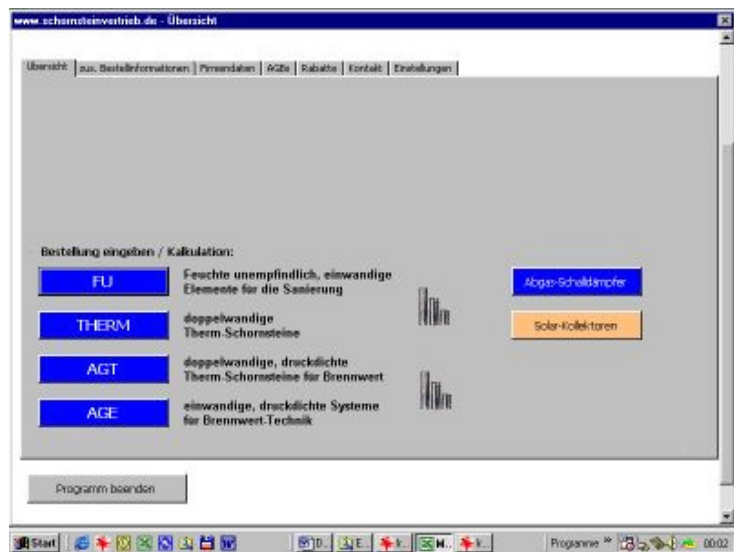 www.schornsteinvertrieb.de - Übersicht
Übersicht zus. Bestellinformationen Firmendaten AGBs Rabatte Kontakt Einstellungen
Bestellung eingeben / Kalkulation:
FU
Feuchte unempfindlich, einwandige
Elemente für die Sanierung
Abgas-Schalldämpfer
THERM
doppelwandige
Therm-Schornsteine
Solar-Kollektoren
AGT
doppelwandige, druckdichte
Therm-Schornsteine für Brennwert
AGE
einwandige, druckdichte Systeme
für Brennwert-Technik
Programm beenden
Start D.. E.. k.. M.. k.. Programme » 00:02